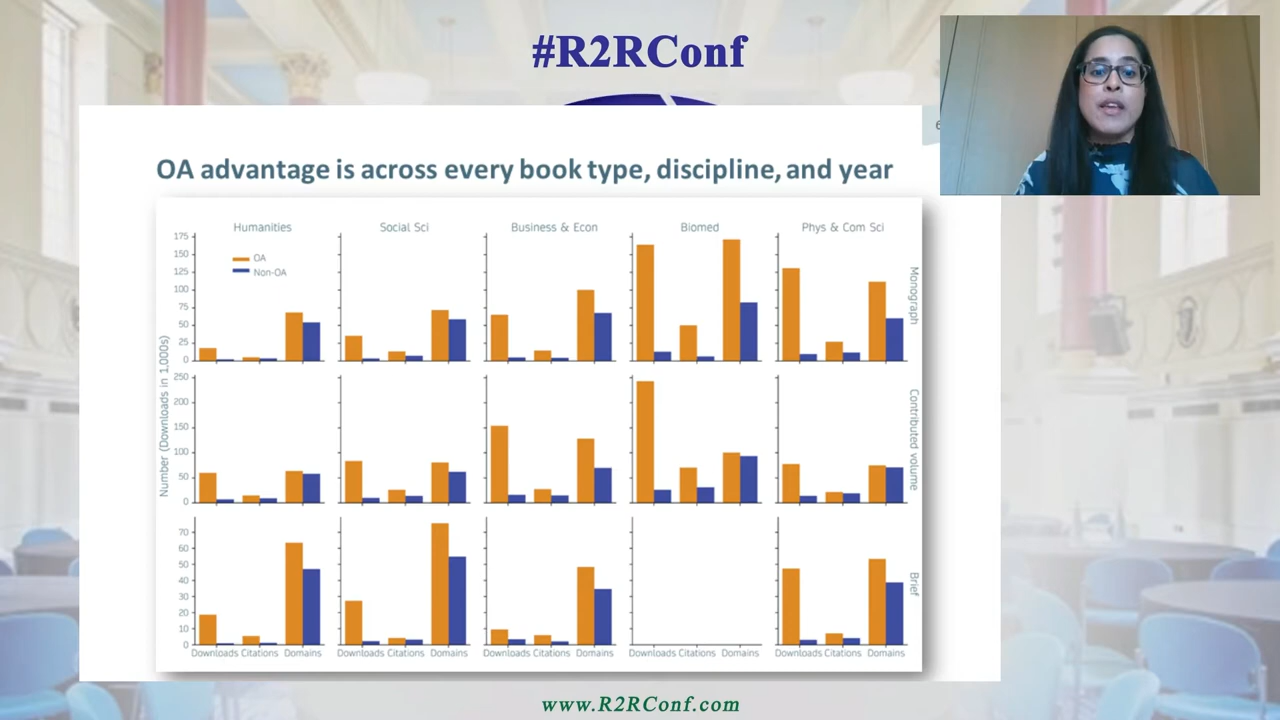 #R2RConf
6
OA advantage is across every book type, discipline, and year
Humanities Social Sci Business & Econ Biomed Phys & Com Sci
OA
Non-OA
Number (Downloads in 1,000s)
175
150
125
100
75
50
25
0
Monograph
250
200
150
100
50
0
Contributed volume
70
60
50
40
30
20
10
0
Brief
Downloads Citations Domains Downloads Citations Domains Downloads Citations Domains Downloads Citations Domains Downloads Citations Domains
www.R2RConf.com